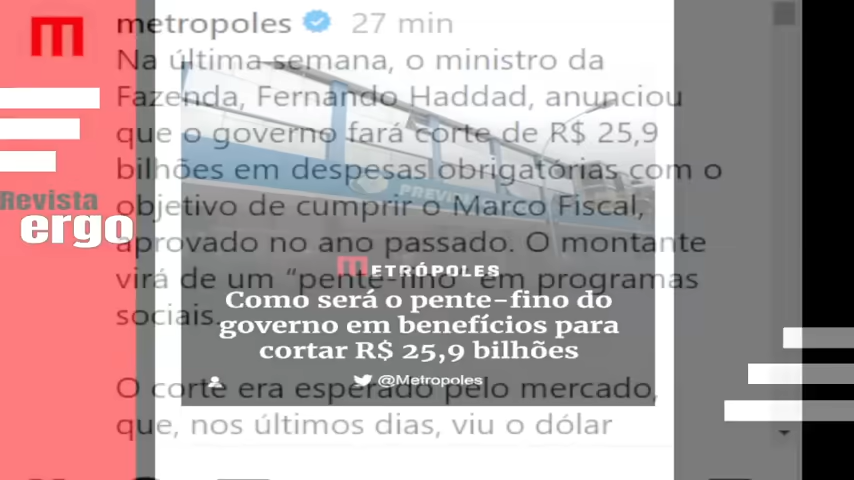 metropoles 27 min
Na última semana, o ministro da
Fazenda, Fernando Haddad, anunciou
que o governo fará corte de R$ 25,9
bilhões em despesas obrigatórias com o
objetivo de cumprir o Marco Fiscal,
aprovado no ano passado. O montante
virá de um “pente-fino” em programas
sociais.
O corte era esperado pelo mercado,
que, nos últimos dias, viu o dólar
Revista
ergo
METRÓPOLES
Como será o pente-fino do
governo em benefícios para
cortar R$ 25,9 bilhões
@Metropoles